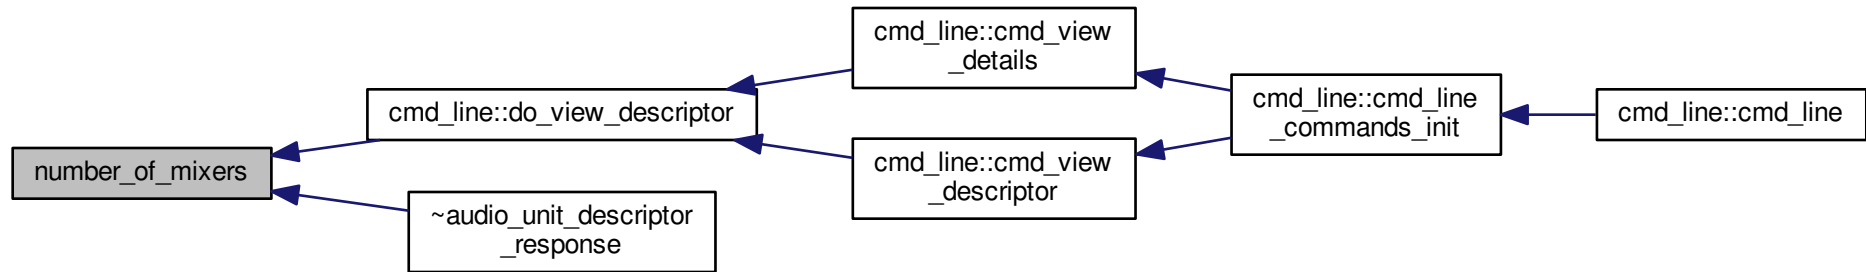 number_of_mixers
cmd_line::do_view_descriptor
~audio_unit_descriptor
_response
cmd_line::cmd_view
_details
cmd_line::cmd_view
_descriptor
cmd_line::cmd_line
_commands_init
cmd_line::cmd_line